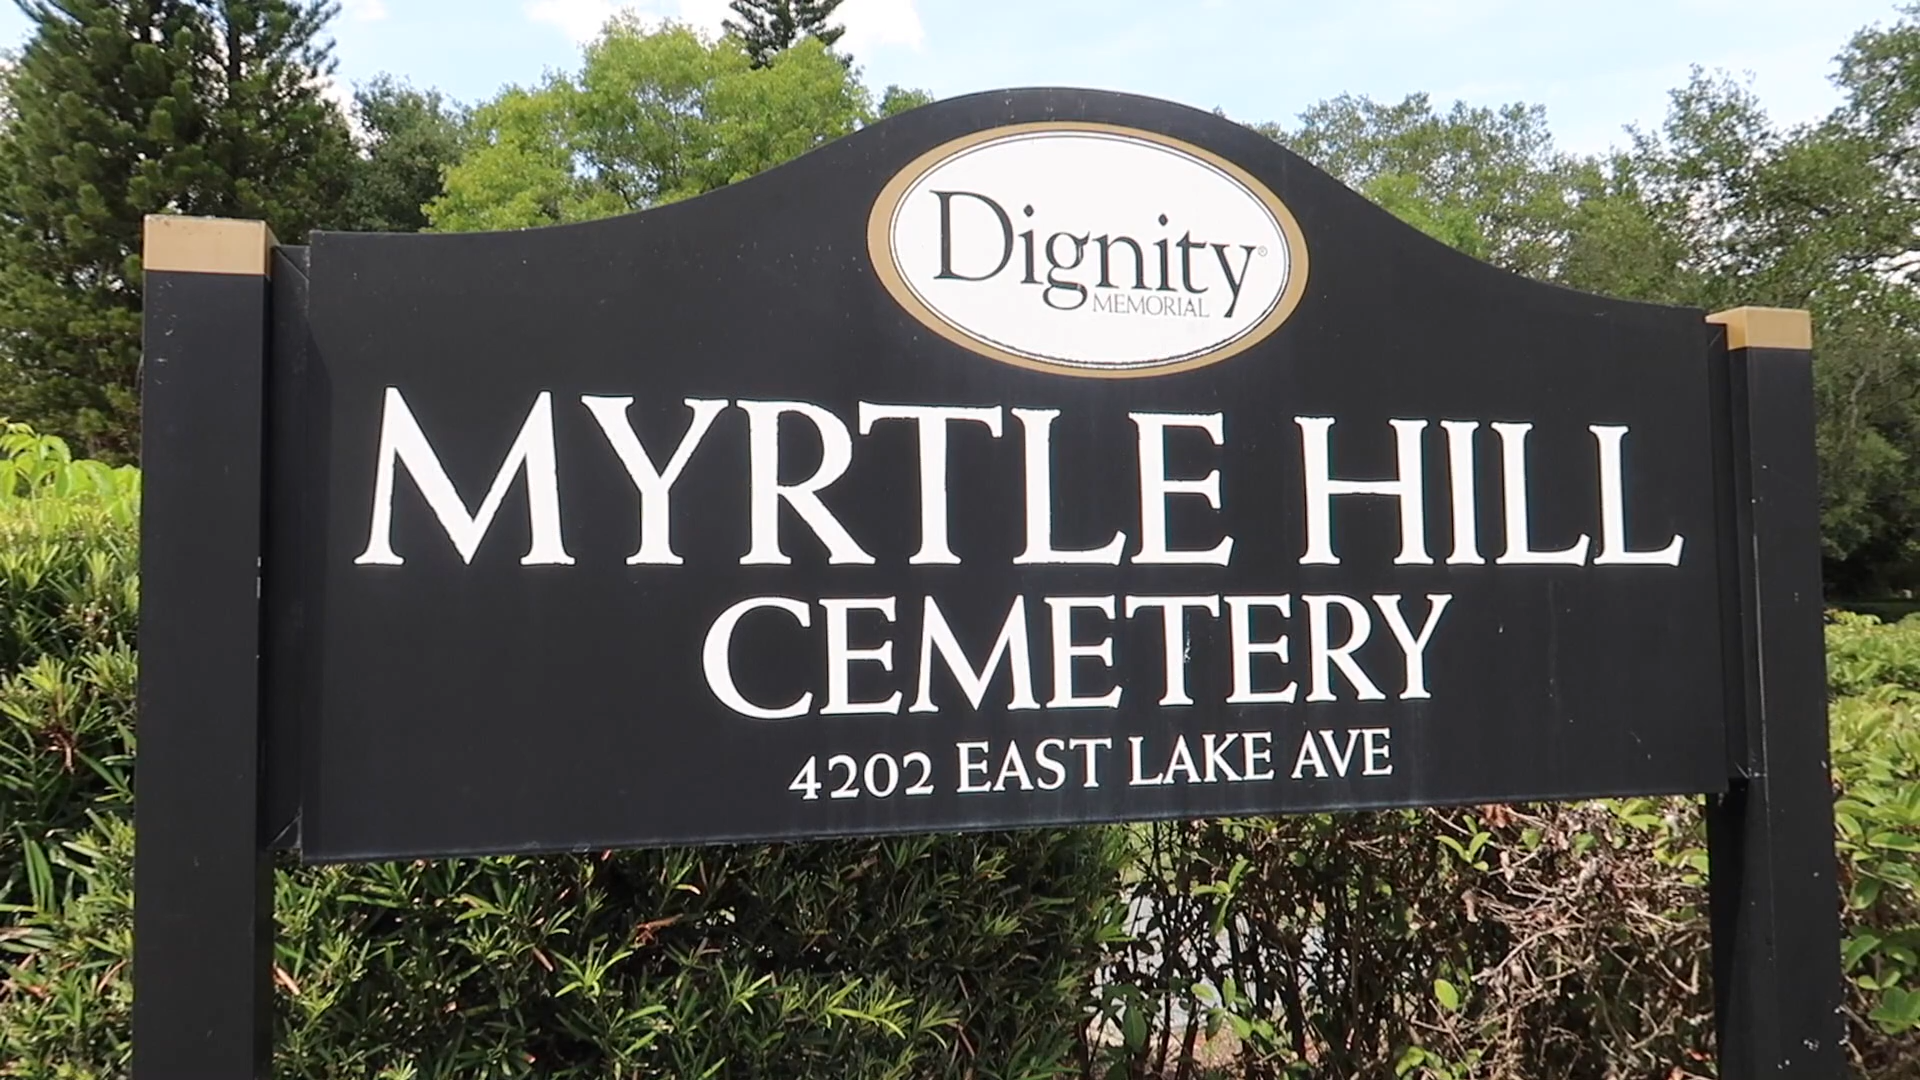 Dignity®
MEMORIAL
MYRTLE HILL
CEMETERY
4202 EAST LAKE AVE